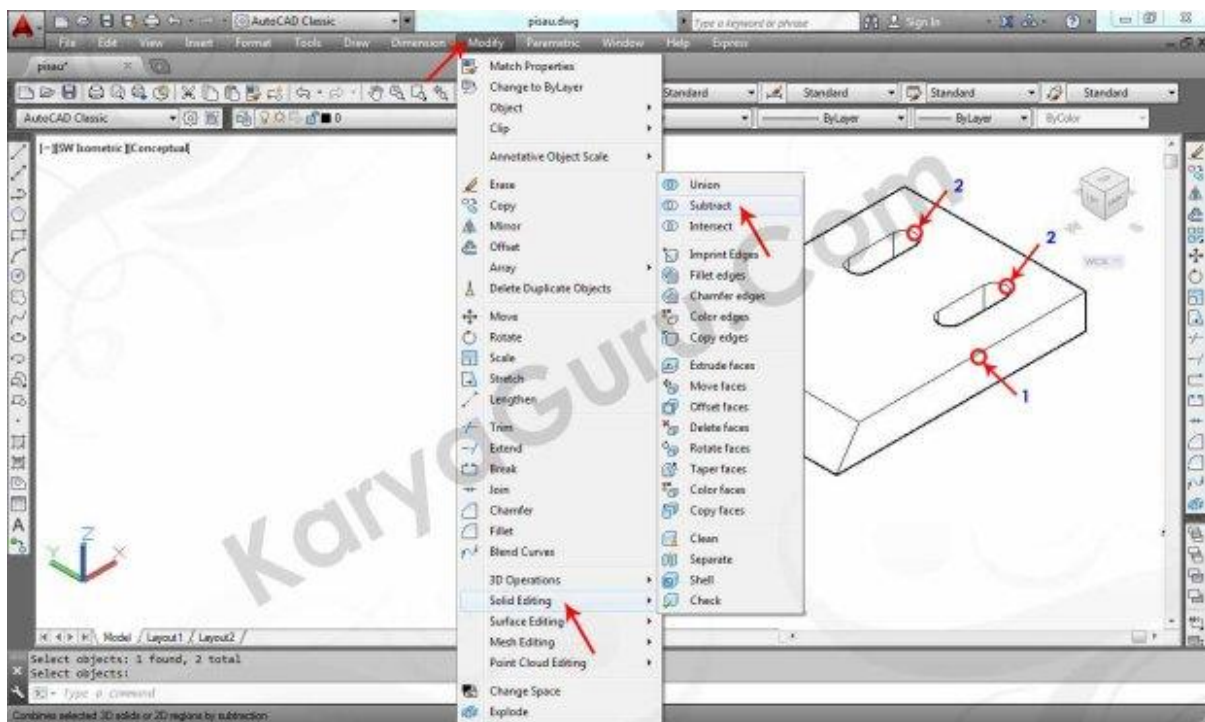 AutoCAD Classic
pisau.dwg
Type a keyword or phrase
Sign In
File Edit View Insert Format Tools Draw Dimension Modify Parametric Window Help Express
pisau*
Standard
Standard
Standard
Standard
AutoCAD Classic
0
ByLayer
ByLayer
ByColor
[-][SW Isometric][Conceptual]
Match Properties
Change to ByLayer
Object
Clip
Annotative Object Scale
Erase
Copy
Mirror
Offset
Array
Delete Duplicate Objects
Move
Rotate
Scale
Stretch
Lengthen
Trim
Extend
Break
Join
Chamfer
Fillet
Blend Curves
3D Operations
Solid Editing
Surface Editing
Mesh Editing
Point Cloud Editing
Change Space
Explode
Union
Subtract
Intersect
Imprint Edges
Fillet edges
Chamfer edges
Color edges
Copy edges
Extrude faces
Move faces
Offset faces
Delete faces
Rotate faces
Taper faces
Color faces
Copy faces
Clean
Separate
Shell
Check
2
2
1
WCS
KaryaGuru.Com
Z
Y
X
Model Layout1 Layout2
Select objects: 1 found, 2 total
Select objects:
Type a command
Combines selected 3D solids or 2D regions by subtraction